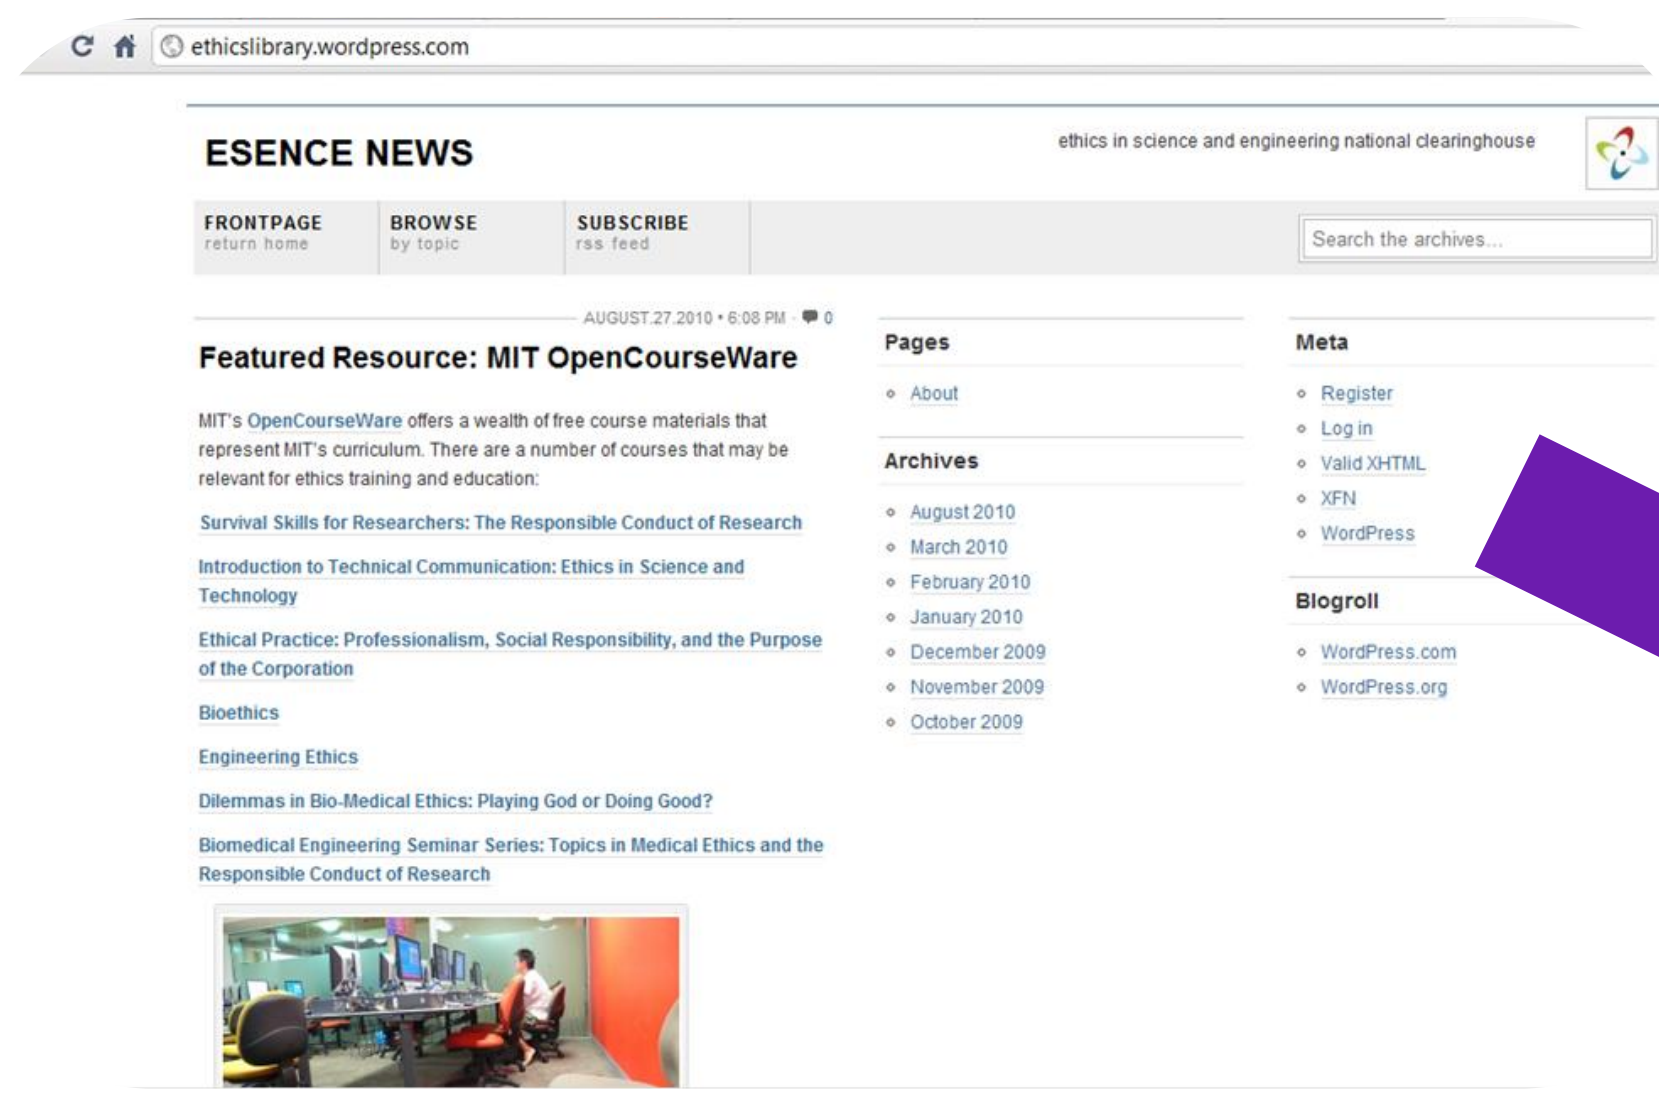 ethicslibrary.wordpress.com
ESENCE NEWS
ethics in science and engineering national clearinghouse
FRONTPAGE
return home
BROWSE
by topic
SUBSCRIBE
rss feed
Search the archives...
AUGUST.27.2010 • 6:08 PM · 0
Featured Resource: MIT OpenCourseWare
MIT's OpenCourseWare offers a wealth of free course materials that
represent MIT's curriculum. There are a number of courses that may be
relevant for ethics training and education:
Survival Skills for Researchers: The Responsible Conduct of Research
Introduction to Technical Communication: Ethics in Science and
Technology
Ethical Practice: Professionalism, Social Responsibility, and the Purpose
of the Corporation
Bioethics
Engineering Ethics
Dilemmas in Bio-Medical Ethics: Playing God or Doing Good?
Biomedical Engineering Seminar Series: Topics in Medical Ethics and the
Responsible Conduct of Research
Pages
About
Archives
August 2010
March 2010
February 2010
January 2010
December 2009
November 2009
October 2009
Meta
Register
Log in
Valid XHTML
XFN
WordPress
Blogroll
WordPress.com
WordPress.org